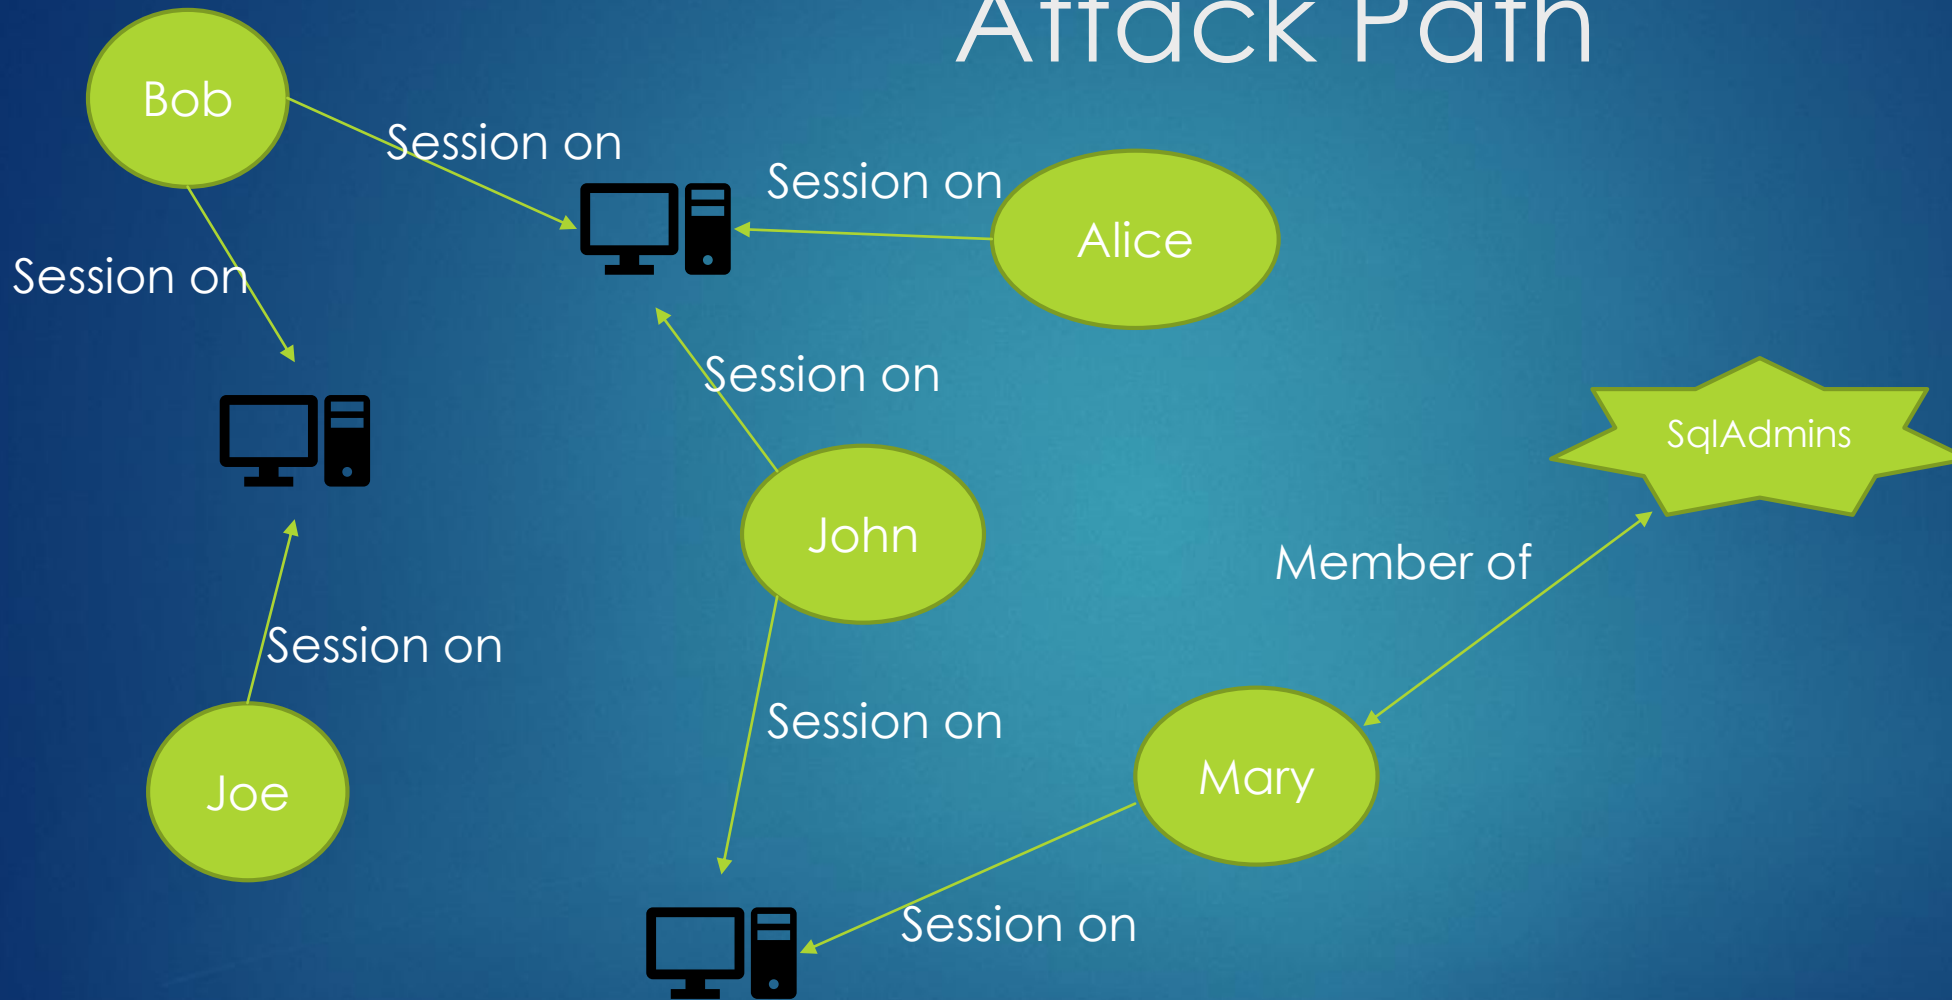 Attack Path
Bob
Session on
Session on
Alice
Session on
Session on
SqlAdmins
John
Member of
Session on
Session on
Mary
Joe
Session on